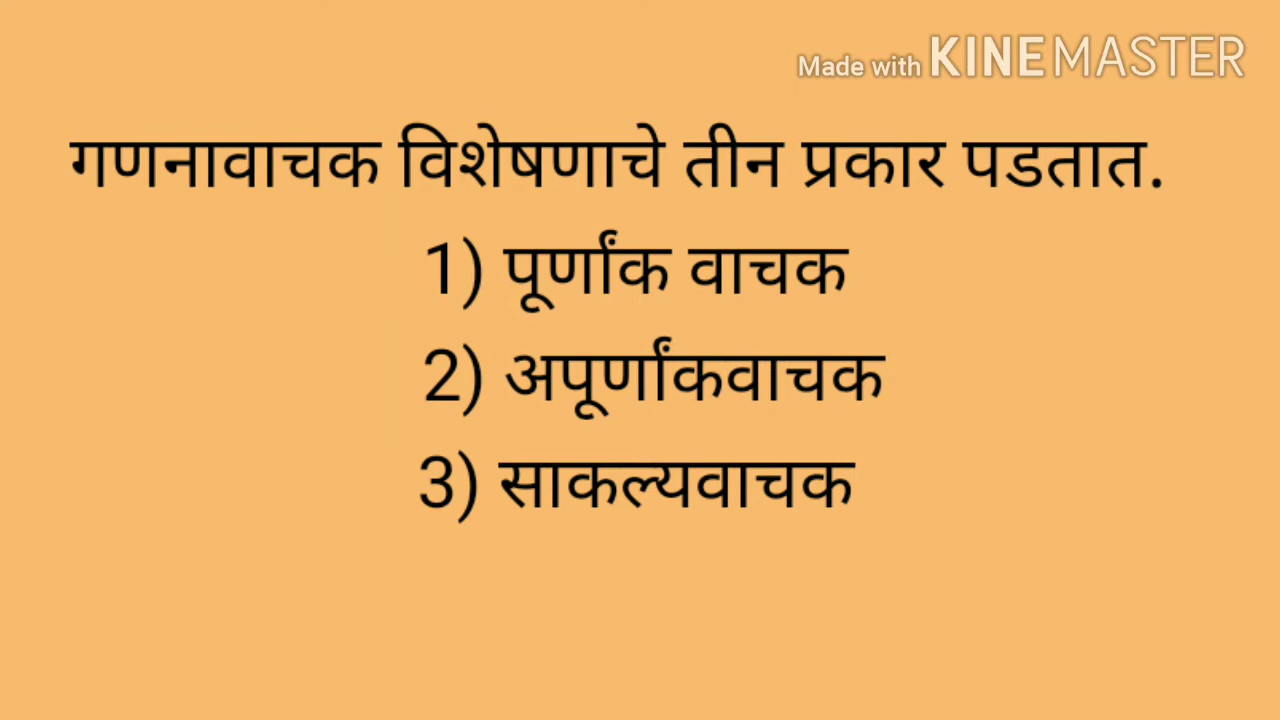 Made with KINEMASTER
गणनावाचक विशेषणाचे तीन प्रकार पडतात.
1) पूर्णांक वाचक
2) अपूर्णांकवाचक
3) साकल्यवाचक